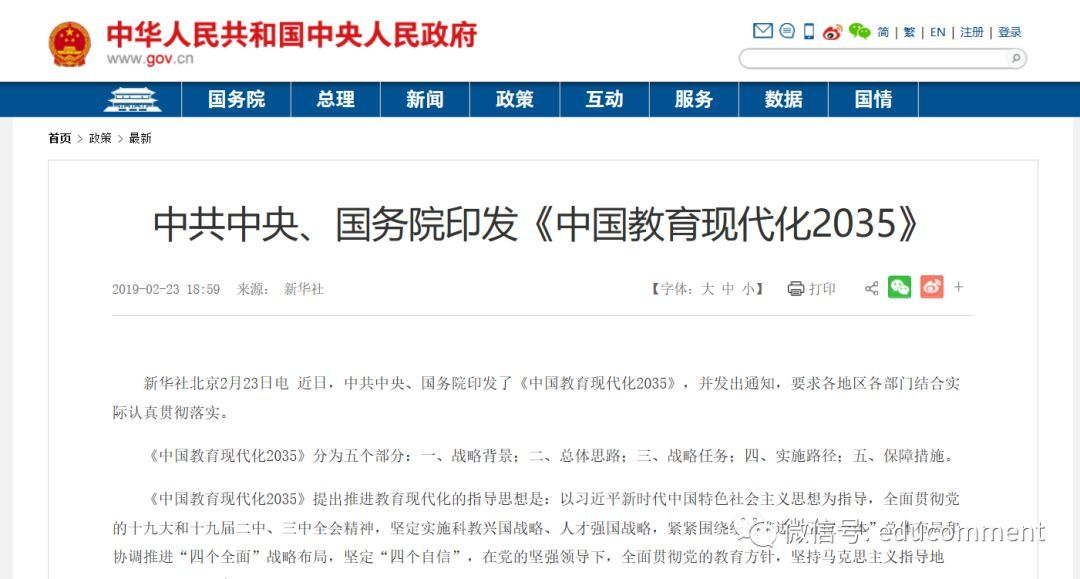 中华人民共和国中央人民政府
www.gov.cn
简 | 繁 | EN | 注册 | 登录
国务院 总理 新闻 政策 互动 服务 数据 国情
首页 > 政策 > 最新
中共中央、国务院印发《中国教育现代化2035》
2019-02-23 18:59 来源： 新华社 【字体：大 中 小】 打印 +
新华社北京2月23日电 近日，中共中央、国务院印发了《中国教育现代化2035》，并发出通知，要求各地区各部门结合实
际认真贯彻落实。
《中国教育现代化2035》分为五个部分：一、战略背景；二、总体思路；三、战略任务；四、实施路径；五、保障措施。
《中国教育现代化2035》提出推进教育现代化的指导思想是：以习近平新时代中国特色社会主义思想为指导，全面贯彻党
的十九大和十九届二中、三中全会精神，坚定实施科教兴国战略、人才强国战略，紧紧围绕统
微信号: educomment
协调推进“四个全面”战略布局，坚定“四个自信”，在党的坚强领导下，全面贯彻党的教育方针，坚持马克思主义指导地